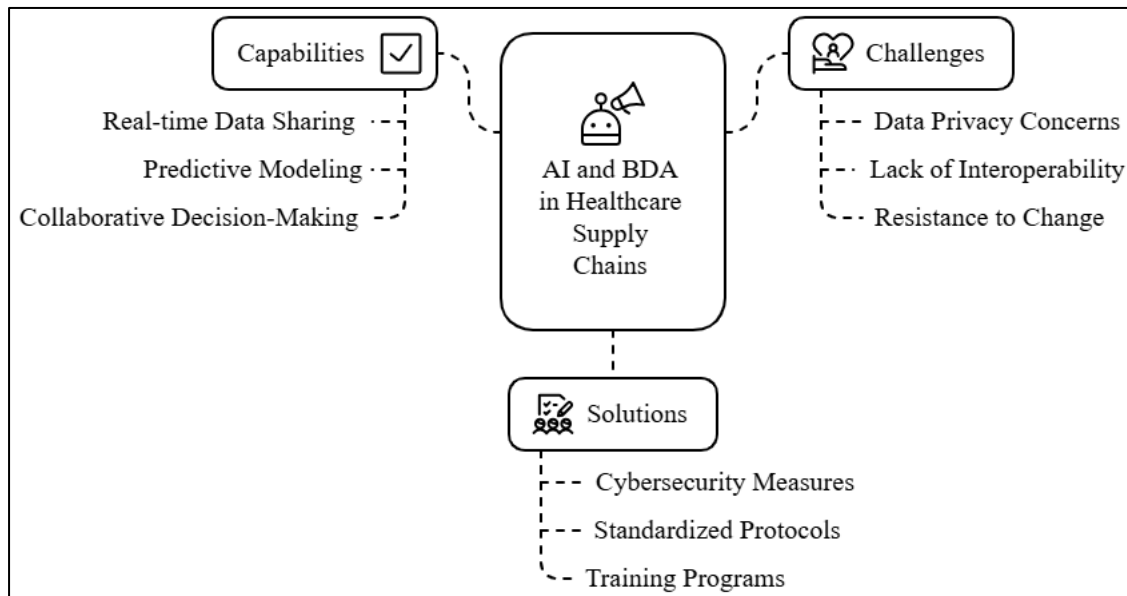 Capabilities
Real-time Data Sharing
Predictive Modeling
Collaborative Decision-Making
AI and BDA
in Healthcare
Supply
Chains
Challenges
Data Privacy Concerns
Lack of Interoperability
Resistance to Change
Solutions
Cybersecurity Measures
Standardized Protocols
Training Programs